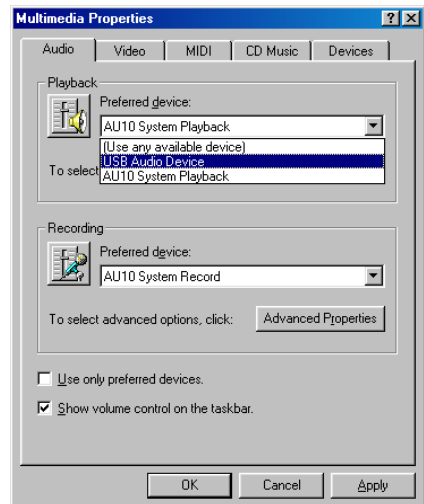 Multimedia Properties
Audio Video MIDI CD Music Devices
Playback
Preferred device:
AU10 System Playback
(Use any available device)
USB Audio Device
AU10 System Playback
To select
Recording
Preferred device:
AU10 System Record
To select advanced options, click: Advanced Properties
Use only preferred devices.
Show volume control on the taskbar.
OK Cancel Apply